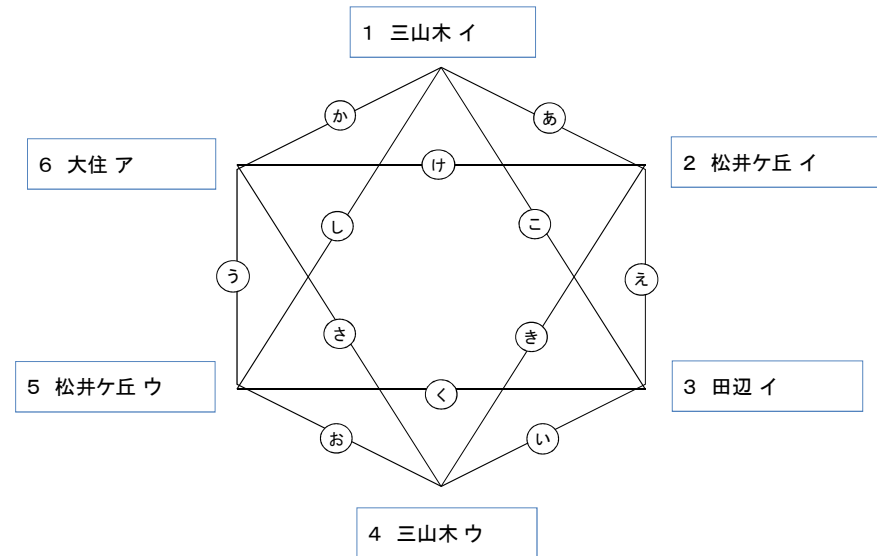 1 三山木 イ
か
あ
6 大住 ア
け
2 松井ケ丘 イ
し
こ
う
え
さ
き
5 松井ケ丘 ウ
く
3 田辺 イ
お
い
4 三山木 ウ